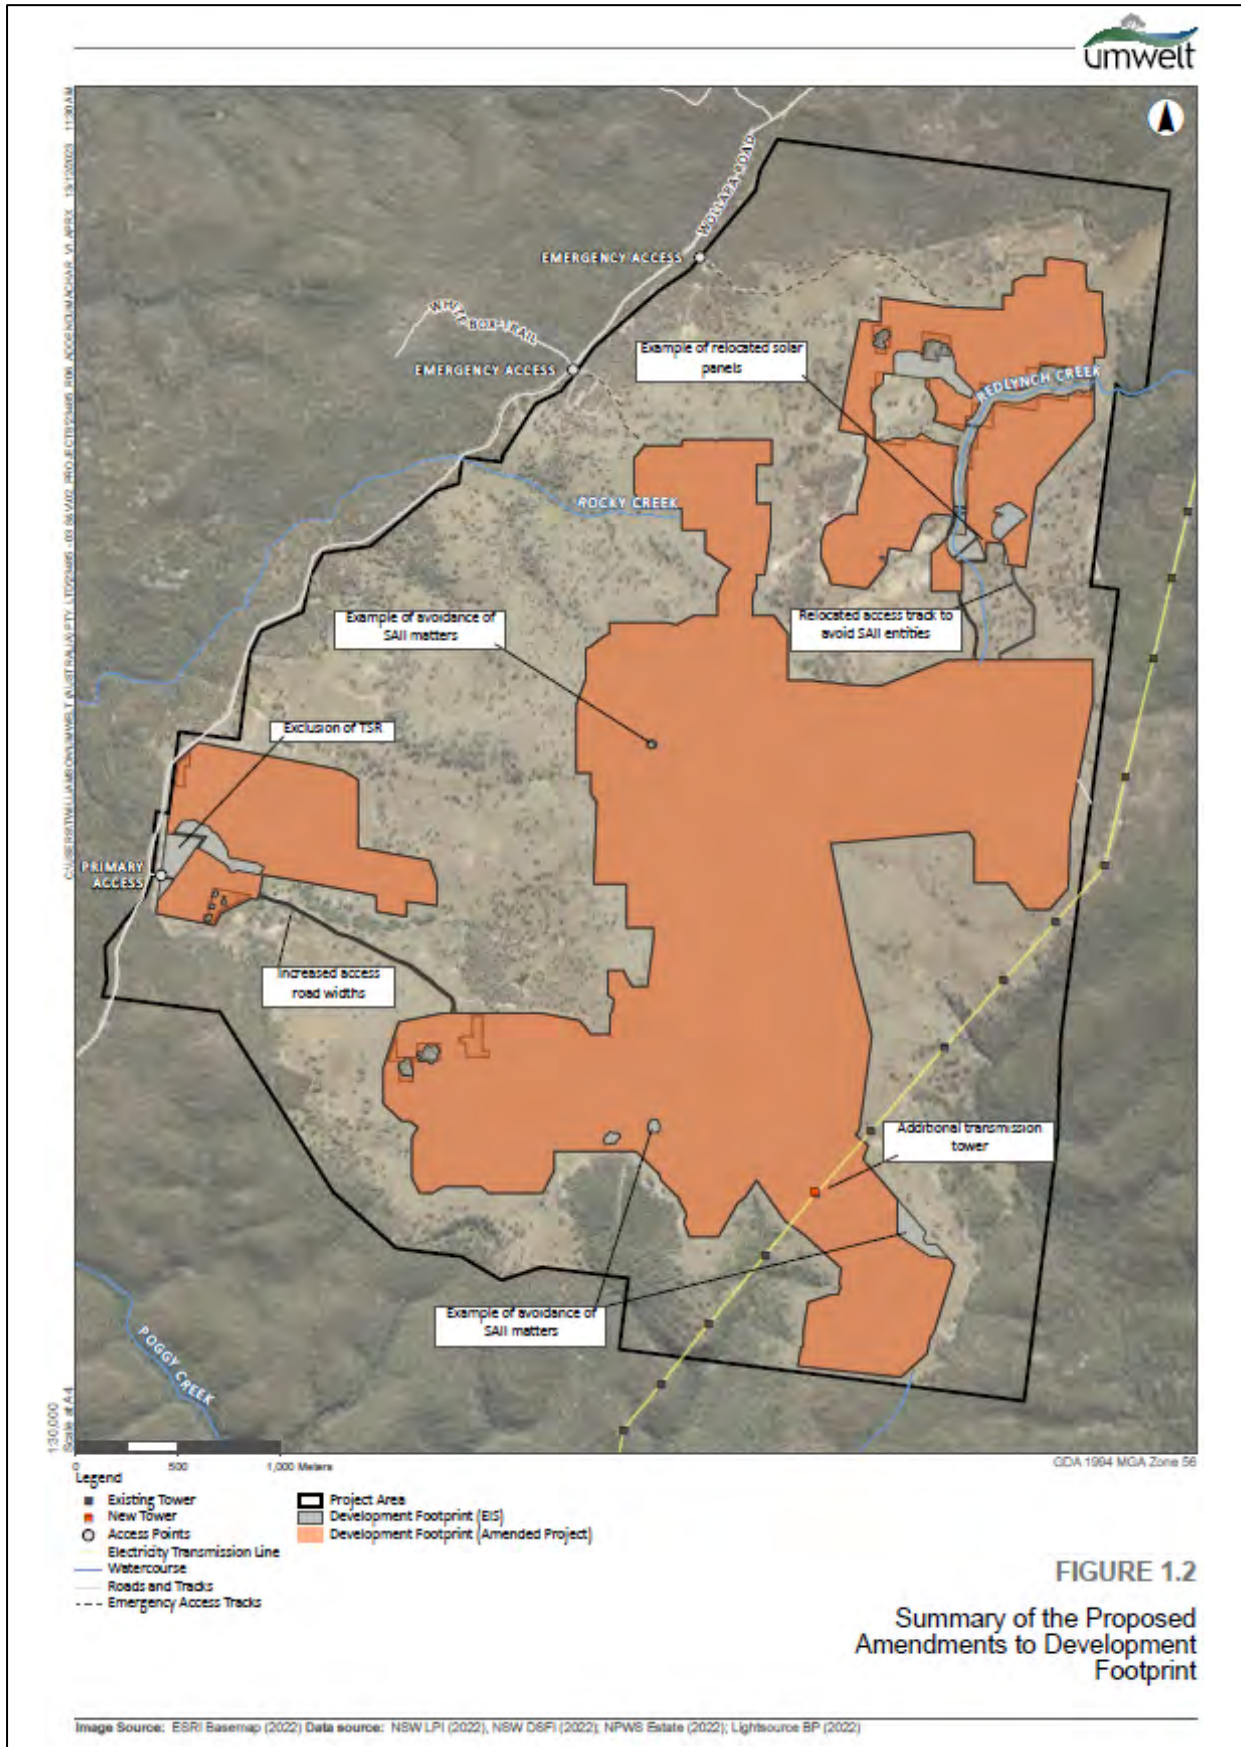 umwelt
WOLLARA ROAD
EMERGENCY ACCESS
WHITE BOX TRAIL
EMERGENCY ACCESS
Example of relocated solar
panels
REDLYNCH CREEK
ROCKY CREEK
Example of avoidance of
SAII matters
Relocated access track to
avoid SAII entities
Exclusion of TSR
PRIMARY
ACCESS
Increased access
road widths
Additional transmission
tower
Example of avoidance of
SAII matters
POGGY CREEK
1:30,000
Scale at A4
0 500 1,000 Meters
GDA 1994 MGA Zone 56
Legend
Existing Tower
New Tower
Access Points
Electricity Transmission Line
Watercourse
Roads and Tracks
Emergency Access Tracks
Project Area
Development Footprint (EIS)
Development Footprint (Amended Project)
FIGURE 1.2
Summary of the Proposed
Amendments to Development
Footprint
Image Source: ESRI Basemap (2022) Data source: NSW LPI (2022), NSW DSFI (2022); NPWS Estate (2022); Lightsource BP (2022)